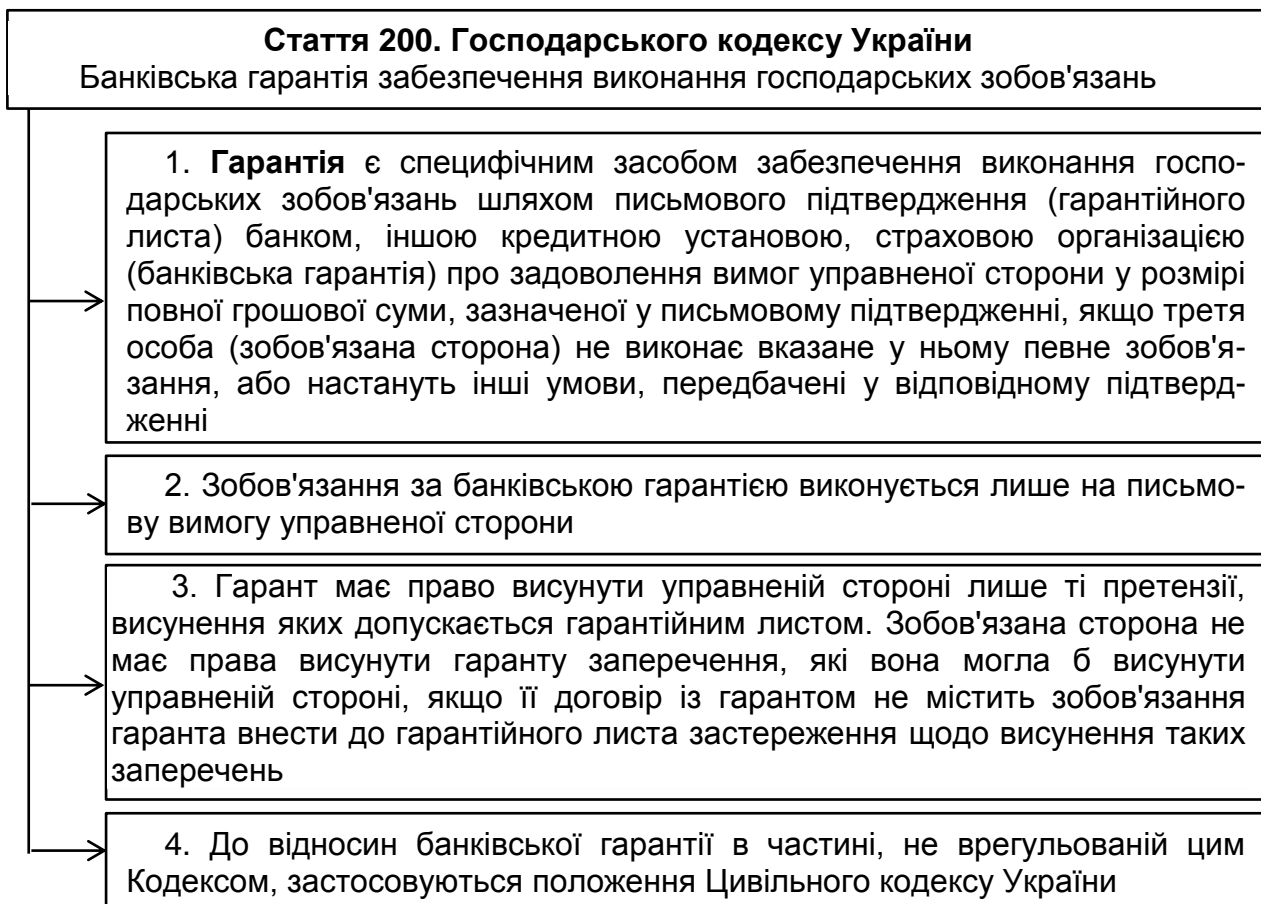 Стаття 200. Господарського кодексу України
Банківська гарантія забезпечення виконання господарських зобов'язань
1. Гарантія є специфічним засобом забезпечення виконання госпо-
дарських зобов'язань шляхом письмового підтвердження (гарантійного
листа) банком, іншою кредитною установою, страховою організацією
(банківська гарантія) про задоволення вимог управненої сторони у розмірі
повної грошової суми, зазначеної у письмовому підтвердженні, якщо третя
особа (зобов'язана сторона) не виконає вказане у ньому певне зобов'я-
зання, або настануть інші умови, передбачені у відповідному підтвер-
дженні
2. Зобов'язання за банківською гарантією виконується лише на письмо-
ву вимогу управненої сторони
3. Гарант має право висунути управненій стороні лише ті претензії,
висунення яких допускається гарантійним листом. Зобов'язана сторона не
має права висунути гаранту заперечення, які вона могла б висунути
управненій стороні, якщо її договір із гарантом не містить зобов'язання
гаранта внести до гарантійного листа застереження щодо висунення таких
заперечень
4. До відносин банківської гарантії в частині, не врегульованій цим
Кодексом, застосовуються положення Цивільного кодексу України